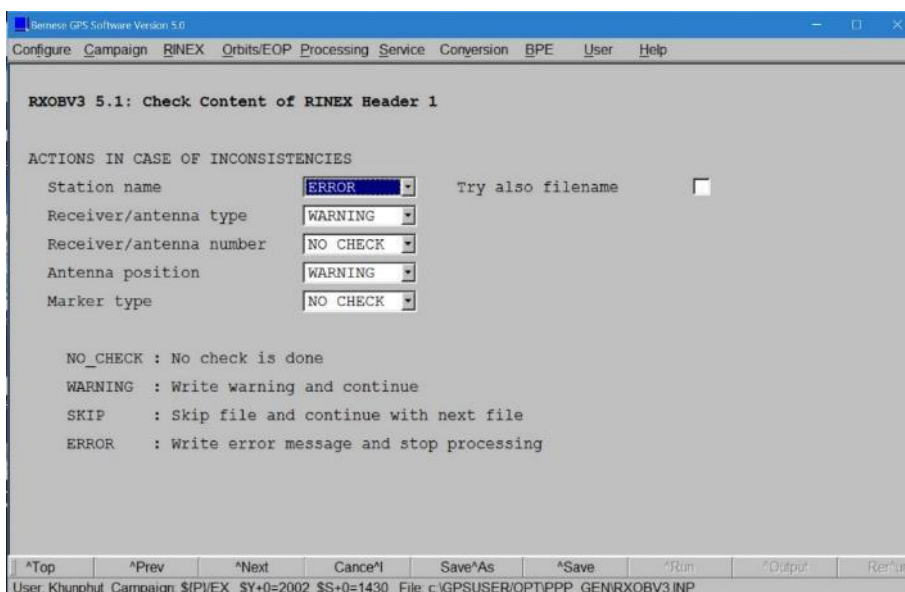 Bernese GPS Software Version 5.0
Configure Campaign RINEX Orbits/EOP Processing Service Conversion BPE User Help
RXOBV3 5.1: Check Content of RINEX Header 1
ACTIONS IN CASE OF INCONSISTENCIES
Station name ERROR Try also filename
Receiver/antenna type WARNING
Receiver/antenna number NO CHECK
Antenna position WARNING
Marker type NO CHECK
NO_CHECK : No check is done
WARNING : Write warning and continue
SKIP : Skip file and continue with next file
ERROR : Write error message and stop processing
^Top ^Prev ^Next Cance^l Save^As ^Save ^Run ^Output
User: Khunphut Campaign: $(P)/EX $Y+0=2002 $S+0=1430 File: c:\GPSUSER/OPT\PPP_GEN\RXOBV3.INP